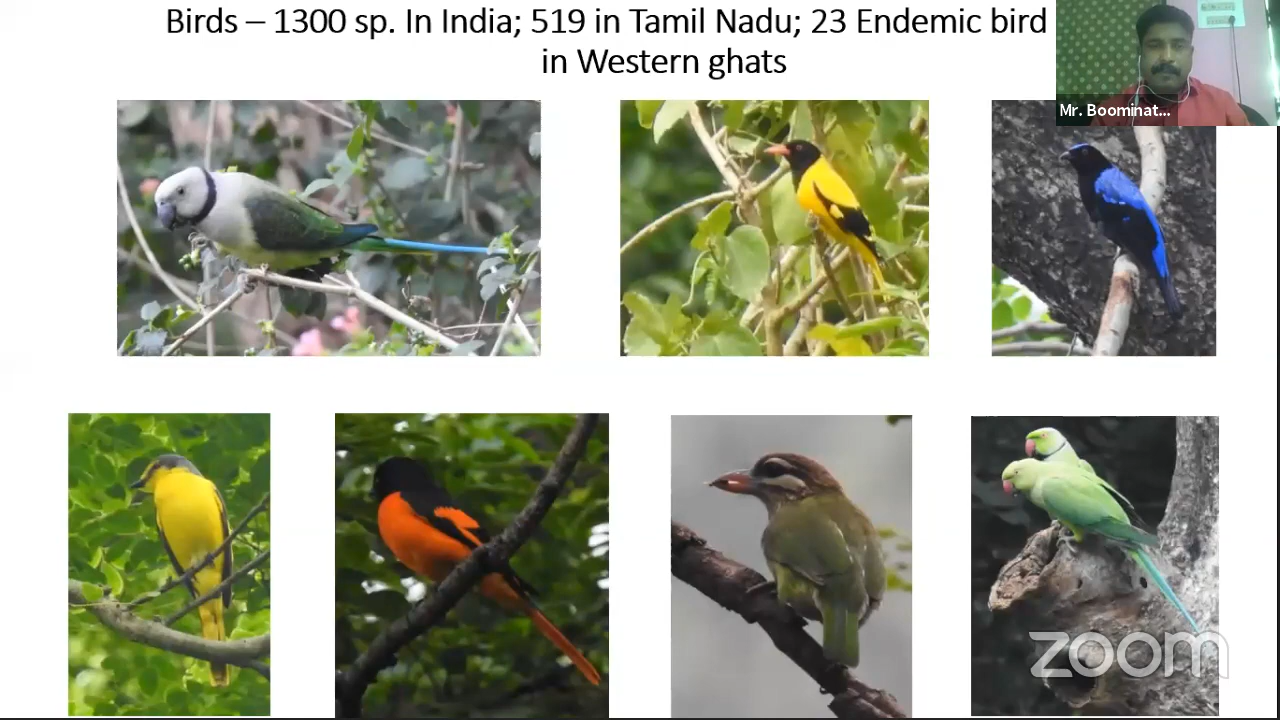 Birds – 1300 sp. In India; 519 in Tamil Nadu; 23 Endemic bird
in Western ghats
Mr. Boominat...
zoom